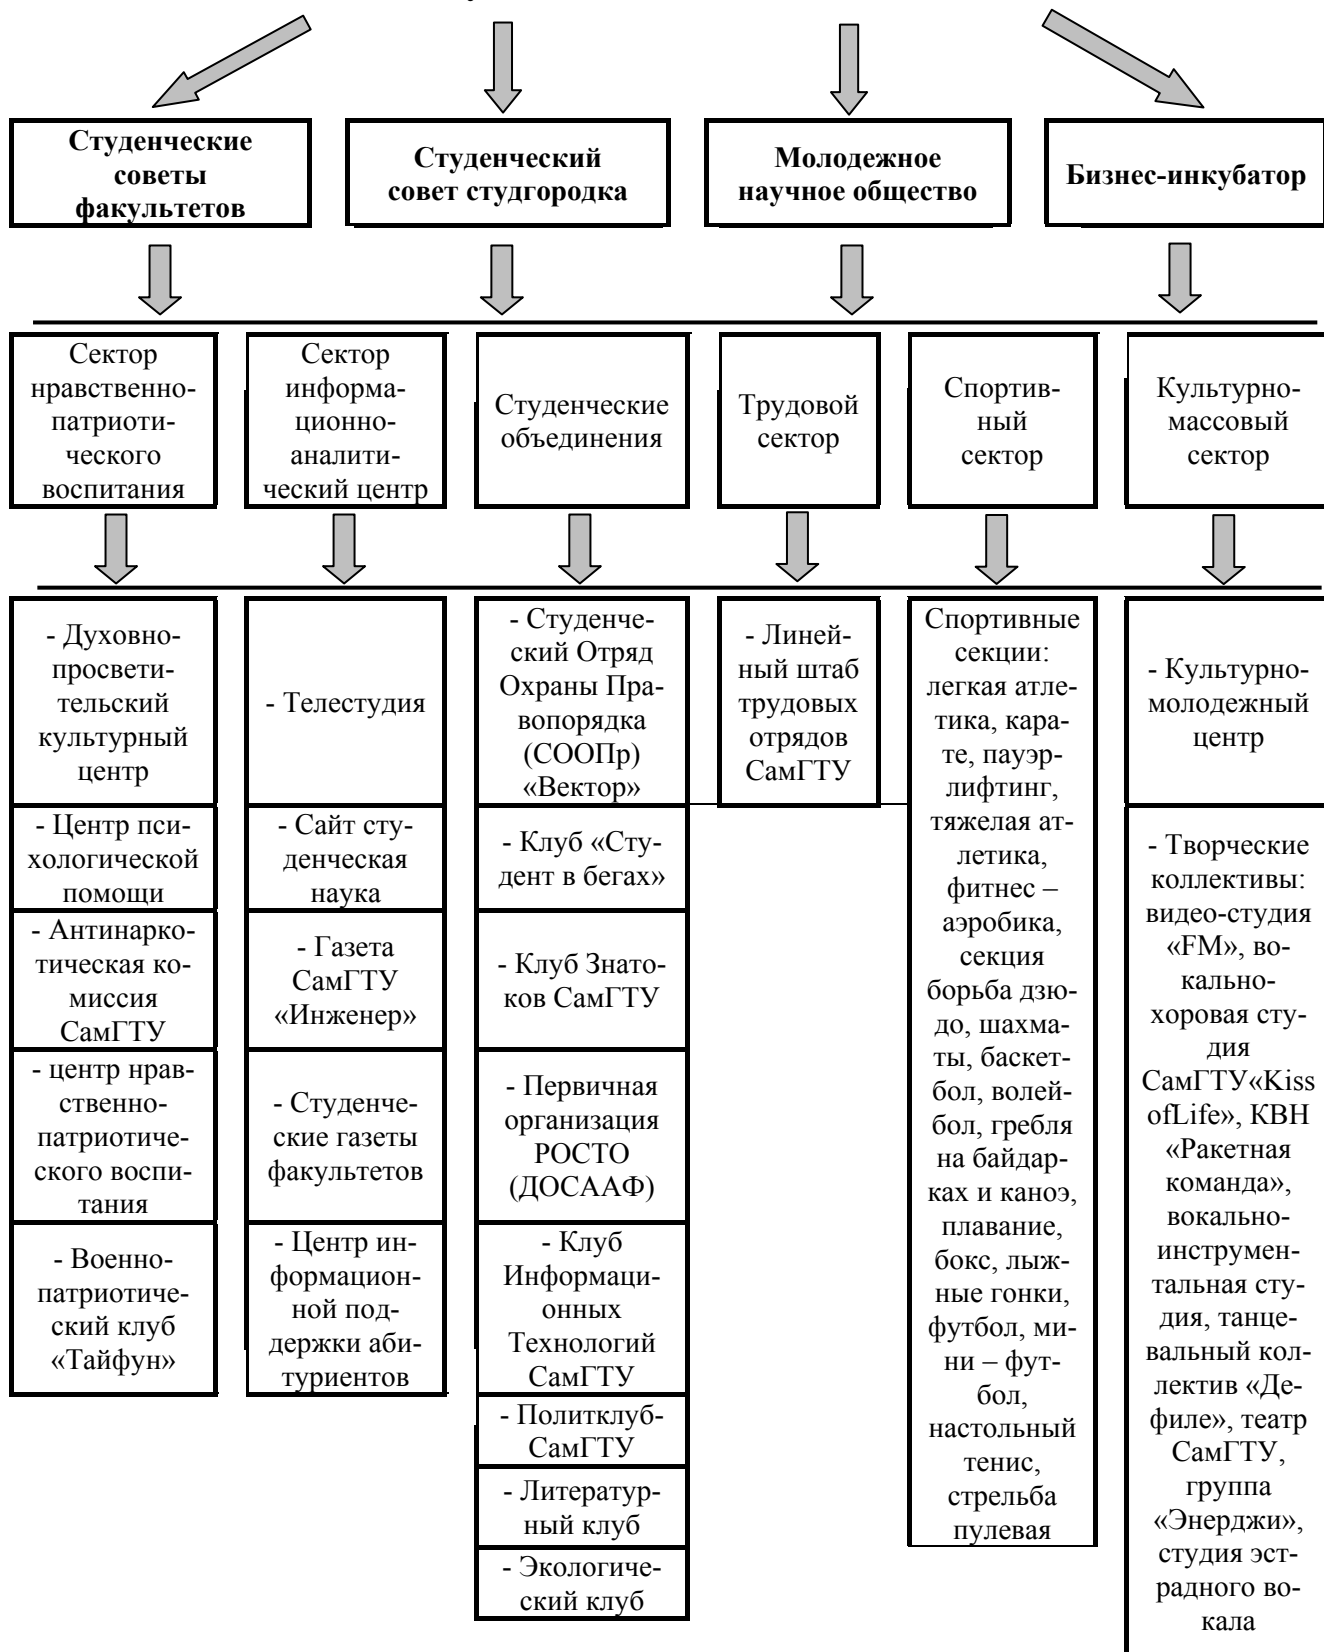 Студенческие
советы
факультетов
Студенческий
совет студгородка
Молодежное
научное общество
Бизнес-инкубатор
Сектор
нравственно-
патриоти-
ческого
воспитания
Сектор
информа-
ционно-
аналити-
ческий центр
Студенческие
объединения
Трудовой
сектор
Спортив-
ный
сектор
Культурно-
массовый
сектор
- Духовно-
просвети-
тельский
культурный
центр
- Центр пси-
хологической
помощи
- Антинарко-
тическая ко-
миссия
СамГТУ
- центр нрав-
ственно-
патриотиче-
ского воспи-
тания
- Военно-
патриотиче-
ский клуб
«Тайфун»
- Телестудия
- Сайт сту-
денческая
наука
- Газета
СамГТУ
«Инженер»
- Студенче-
ские газеты
факультетов
- Центр ин-
формацион-
ной под-
держки аби-
туриентов
- Студенче-
ский Отряд
Охраны Пра-
вопорядка
(СООПр)
«Вектор»
- Клуб «Сту-
дент в бегах»
- Клуб Знато-
ков СамГТУ
- Первичная
организация
РОСТО
(ДОСААФ)
- Клуб
Информаци-
онных
Технологий
СамГТУ
- Политклуб-
СамГТУ
- Литератур-
ный клуб
- Экологиче-
ский клуб
- Линей-
ный штаб
трудовых
отрядов
СамГТУ
Спортивные
секции:
легкая атле-
тика, кара-
те, пауэр-
лифтинг,
тяжелая ат-
летика,
фитнес –
аэробика,
секция
борьба дзю-
до, шахма-
ты, баскет-
бол, волей-
бол, гребля
на байдар-
ках и каноэ,
плавание,
бокс, лыж-
ные гонки,
футбол, ми-
ни – фут-
бол,
настольный
тенис,
стрельба
пулевая
- Культурно-
молодежный
центр
- Творческие
коллективы:
видео-студия
«FM», во-
кально-
хоровая сту-
дия
СамГТУ«Kiss
ofLife», КВН
«Ракетная
команда»,
вокально-
инструмен-
тальная сту-
дия, танце-
вальный кол-
лектив «Де-
филе», театр
СамГТУ,
группа
«Энерджи»,
студия эст-
радного во-
кала